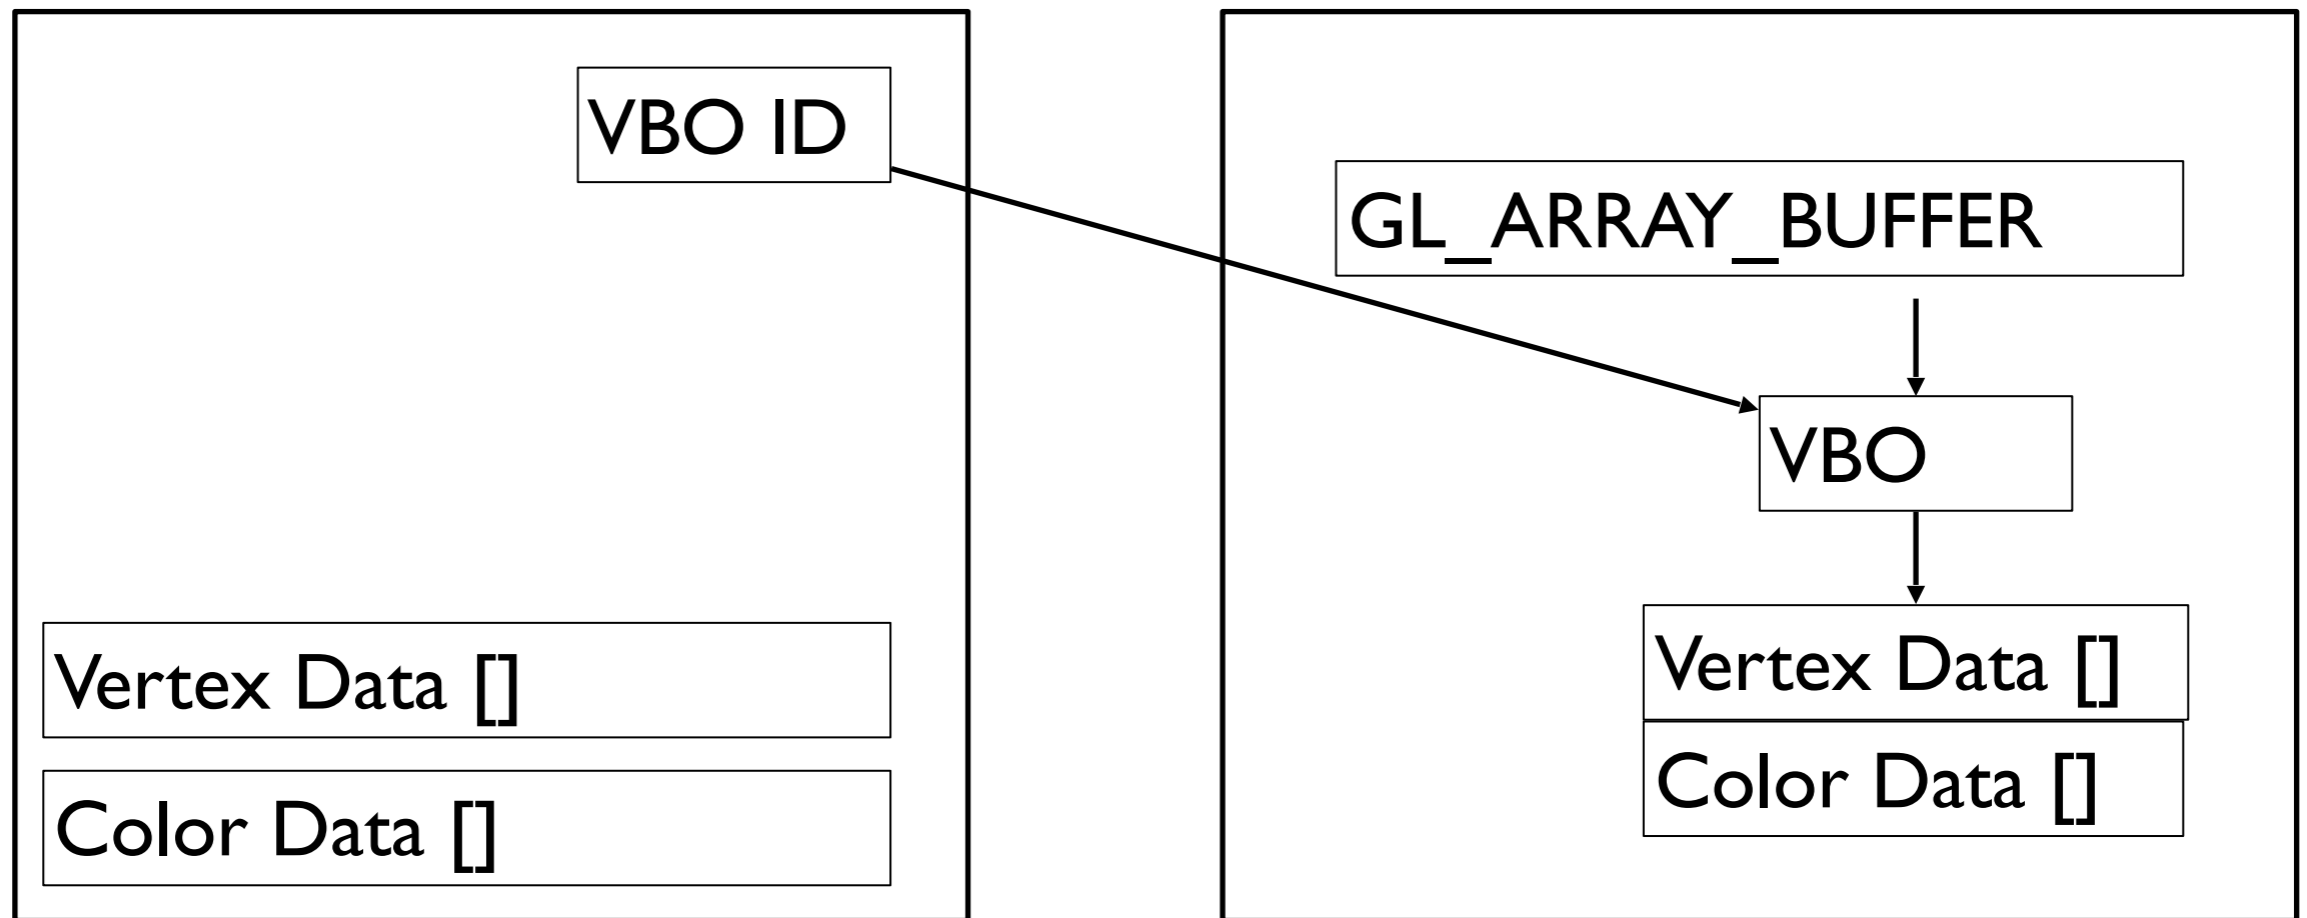 VBO ID
Vertex Data []
Color Data []
GL_ARRAY_BUFFER
VBO
Vertex Data []
Color Data []